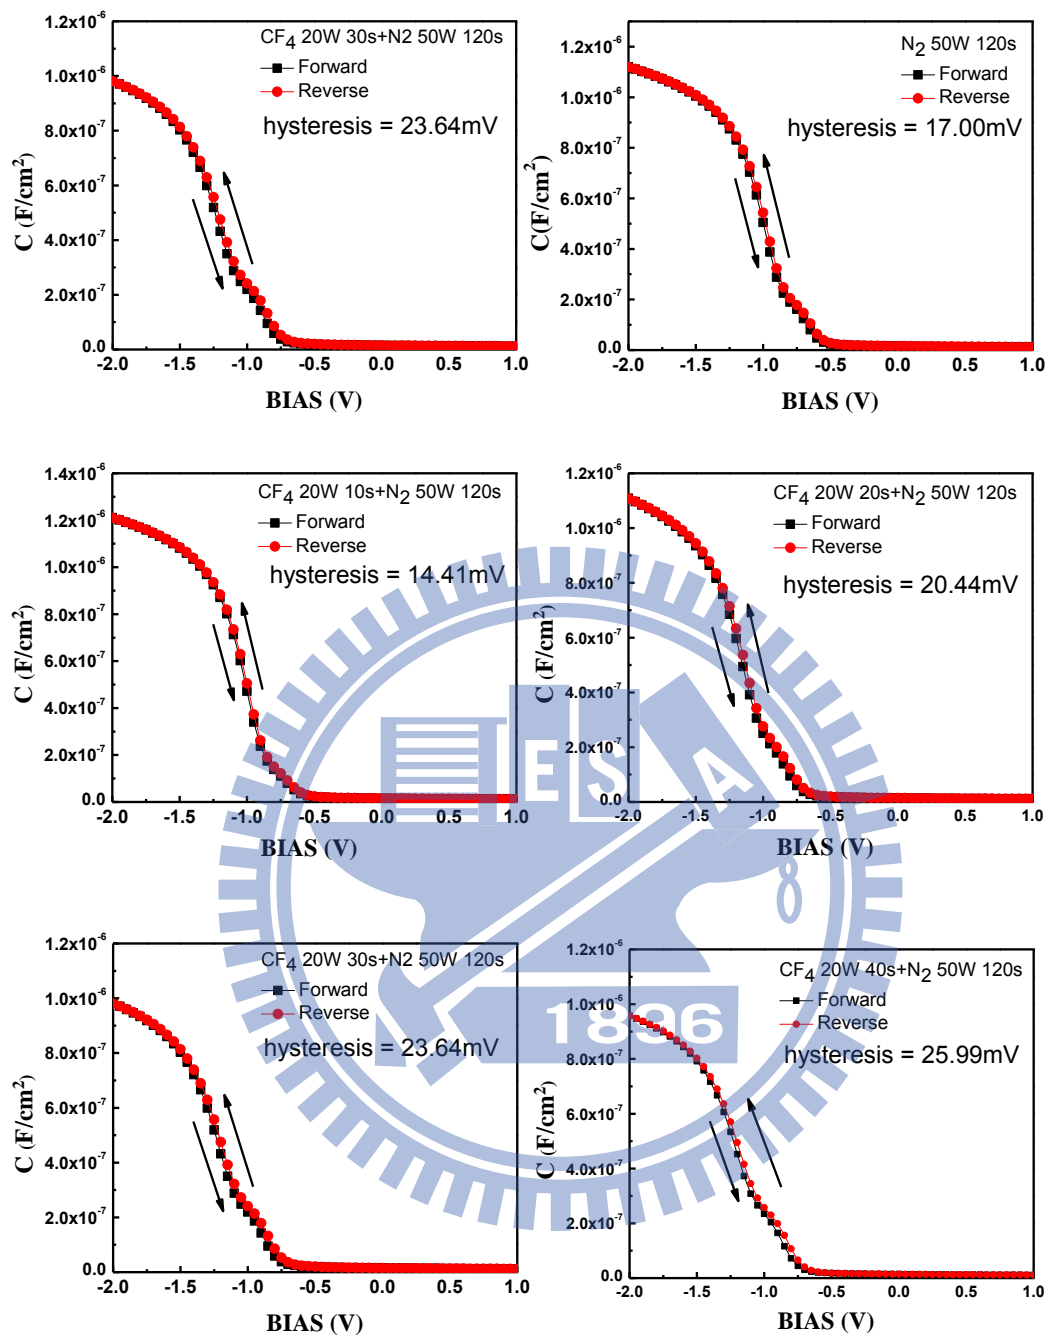 1.2x10-6
1.0x10-6
8.0x10-7
6.0x10-7
4.0x10-7
2.0x10-7
0.0
C (F/cm2)
CF4 20W 30s+N2 50W 120s
Forward
Reverse
hysteresis = 23.64mV
-2.0 -1.5 -1.0 -0.5 0.0 0.5 1.0
BIAS (V)
1.2x10-6
1.0x10-6
8.0x10-7
6.0x10-7
4.0x10-7
2.0x10-7
0.0
C(F/cm2)
N2 50W 120s
Forward
Reverse
hysteresis = 17.00mV
-2.0 -1.5 -1.0 -0.5 0.0 0.5 1.0
BIAS (V)
1.4x10-6
1.2x10-6
1.0x10-6
8.0x10-7
6.0x10-7
4.0x10-7
2.0x10-7
0.0
C (F/cm2)
CF4 20W 10s+N2 50W 120s
Forward
Reverse
hysteresis = 14.41mV
-2.0 -1.5 -1.0 -0.5 0.0 0.5 1.0
BIAS (V)
1.2x10-6
1.0x10-6
8.0x10-7
6.0x10-7
4.0x10-7
2.0x10-7
0.0
C (F/cm2)
CF4 20W 20s+N2 50W 120s
Forward
Reverse
hysteresis = 20.44mV
-2.0 -1.5 -1.0 -0.5 0.0 0.5 1.0
BIAS (V)
ESA
1896
1.2x10-6
1.0x10-6
8.0x10-7
6.0x10-7
4.0x10-7
2.0x10-7
0.0
C (F/cm2)
CF4 20W 30s+N2 50W 120s
Forward
Reverse
hysteresis = 23.64mV
-2.0 -1.5 -1.0 -0.5 0.0 0.5 1.0
BIAS (V)
1.2x10-6
1.0x10-6
8.0x10-7
6.0x10-7
4.0x10-7
2.0x10-7
0.0
C (F/cm2)
CF4 20W 40s+N2 50W 120s
Forward
Reverse
hysteresis = 25.99mV
-2.0 -1.5 -1.0 -0.5 0.0 0.5 1.0
BIAS (V)